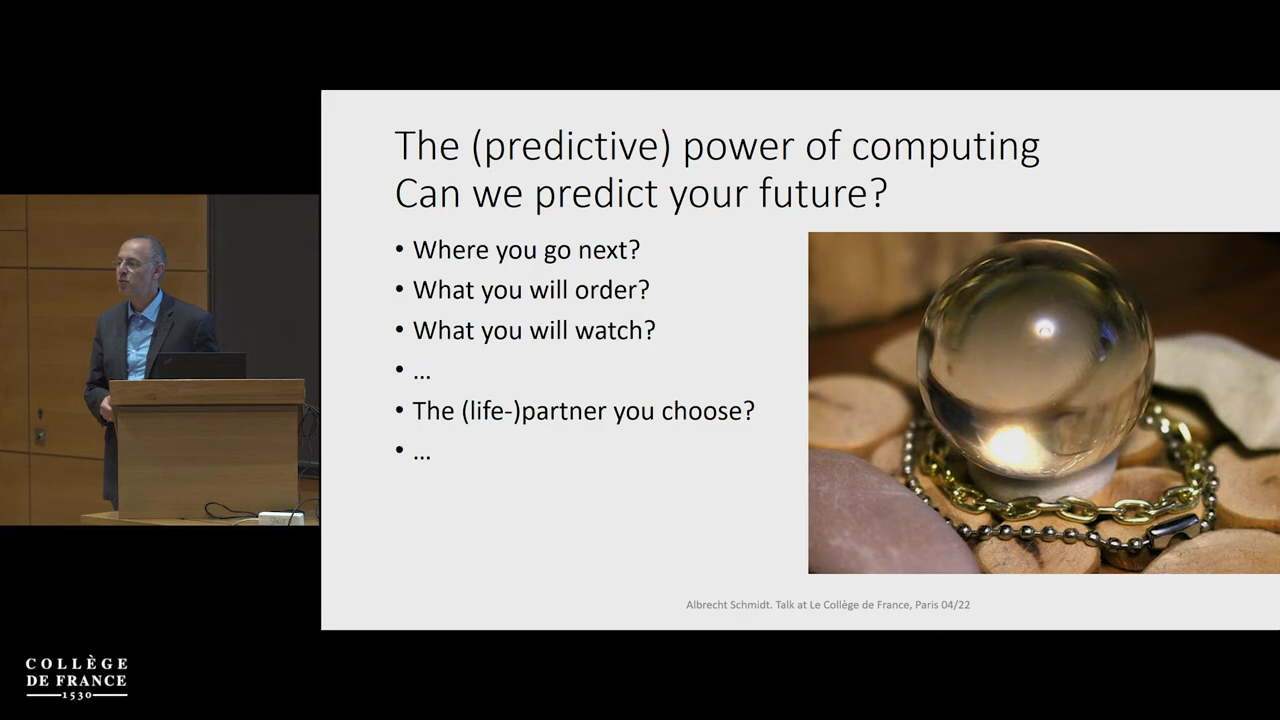 The (predictive) power of computing
Can we predict your future?
• Where you go next?
• What you will order?
• What you will watch?
• ...
• The (life-)partner you choose?
• ...
Albrecht Schmidt. Talk at Le Collège de France, Paris 04/22
COLLÈGE
DE FRANCE
1530